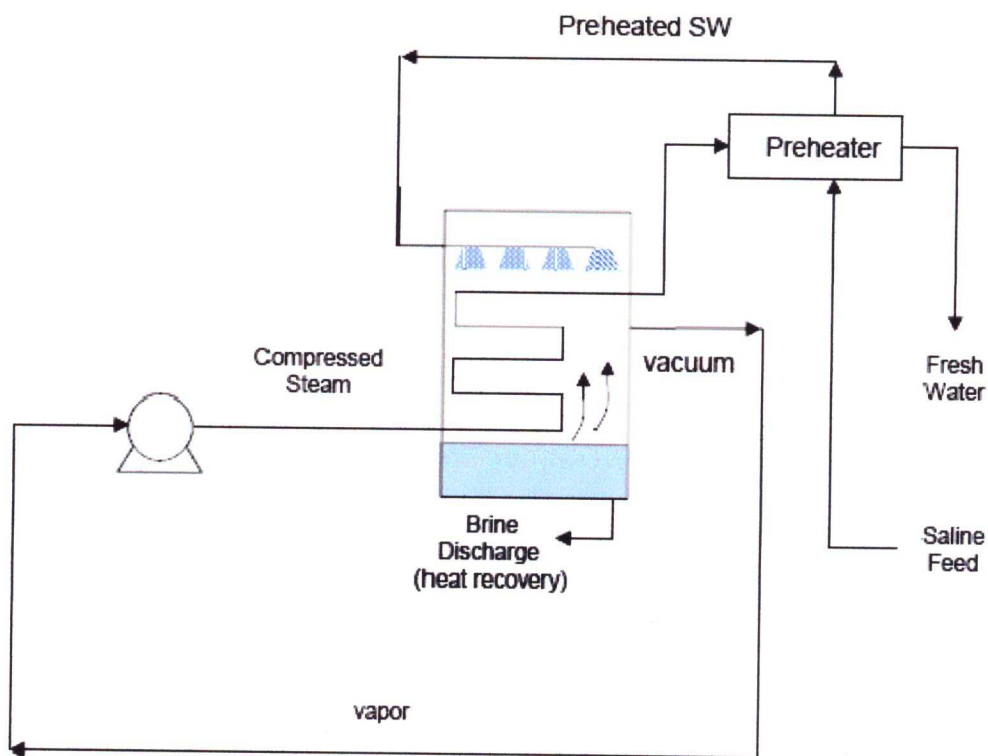 Preheated SW
Preheater
Compressed
Steam
vacuum
Fresh
Water
Brine
Discharge
(heat recovery)
Saline
Feed
vapor